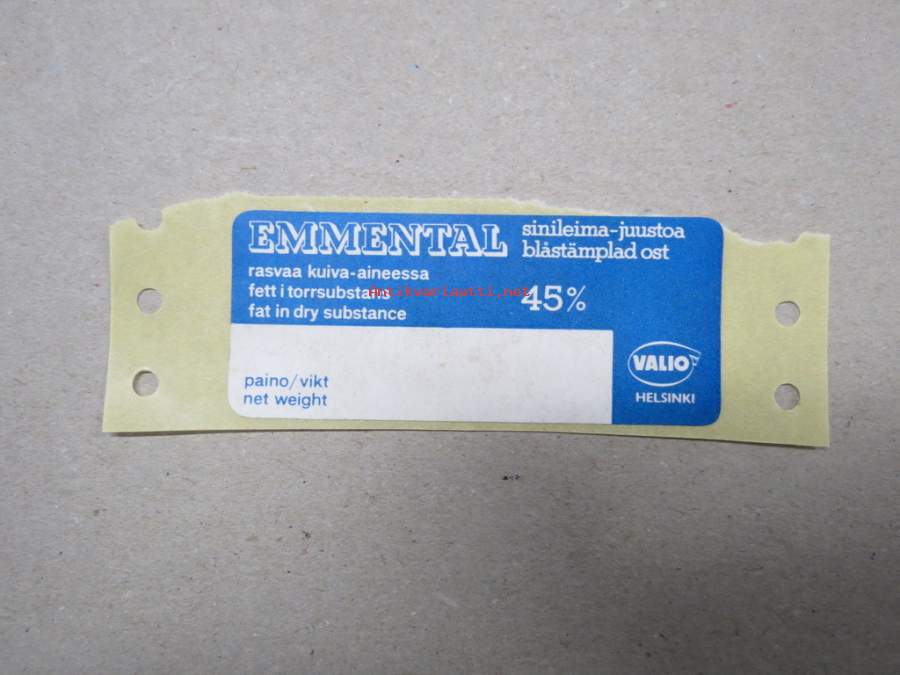 EMMENTAL
sinileima-juustoa
blåstämplad ost
rasvaa kuiva-aineessa
fett i torrsubstans
fat in dry substance
45%
Antikvariaatti.net
paino/vikt
net weight
VALIO
HELSINKI